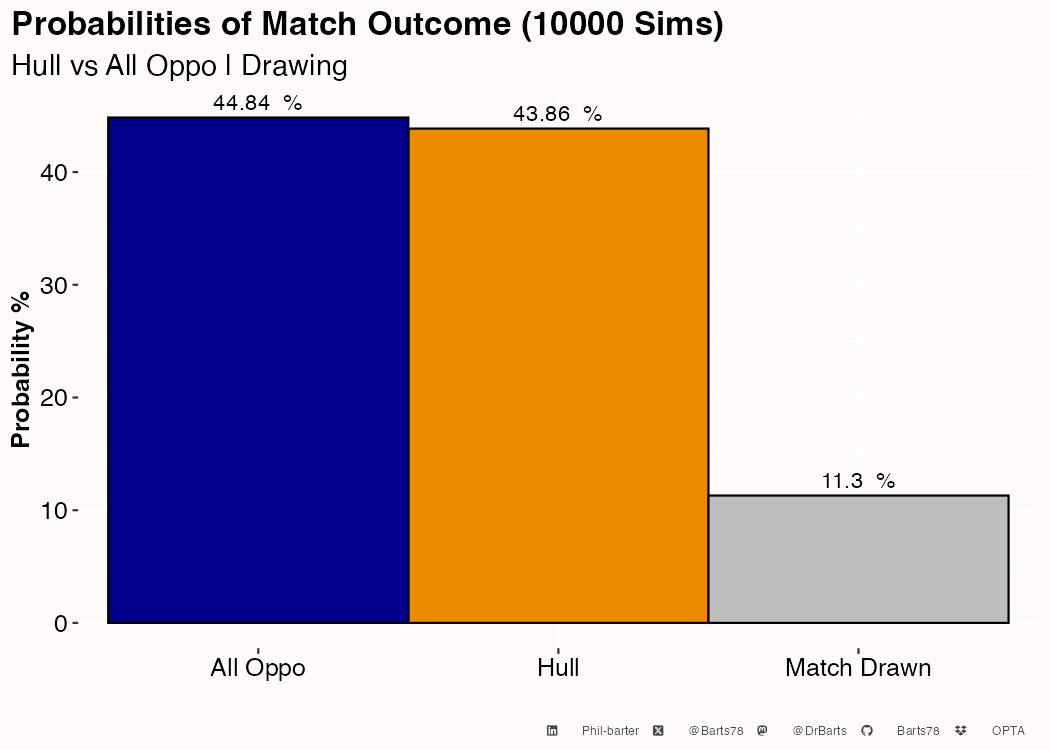 Probabilities of Match Outcome (10000 Sims)
Hull vs All Oppo | Drawing
44.84 %
43.86 %
11.3 %
Probability %
40
30
20
10
0
All Oppo
Hull
Match Drawn
Phil-barter @Barts78 @DrBarts Barts78 OPTA